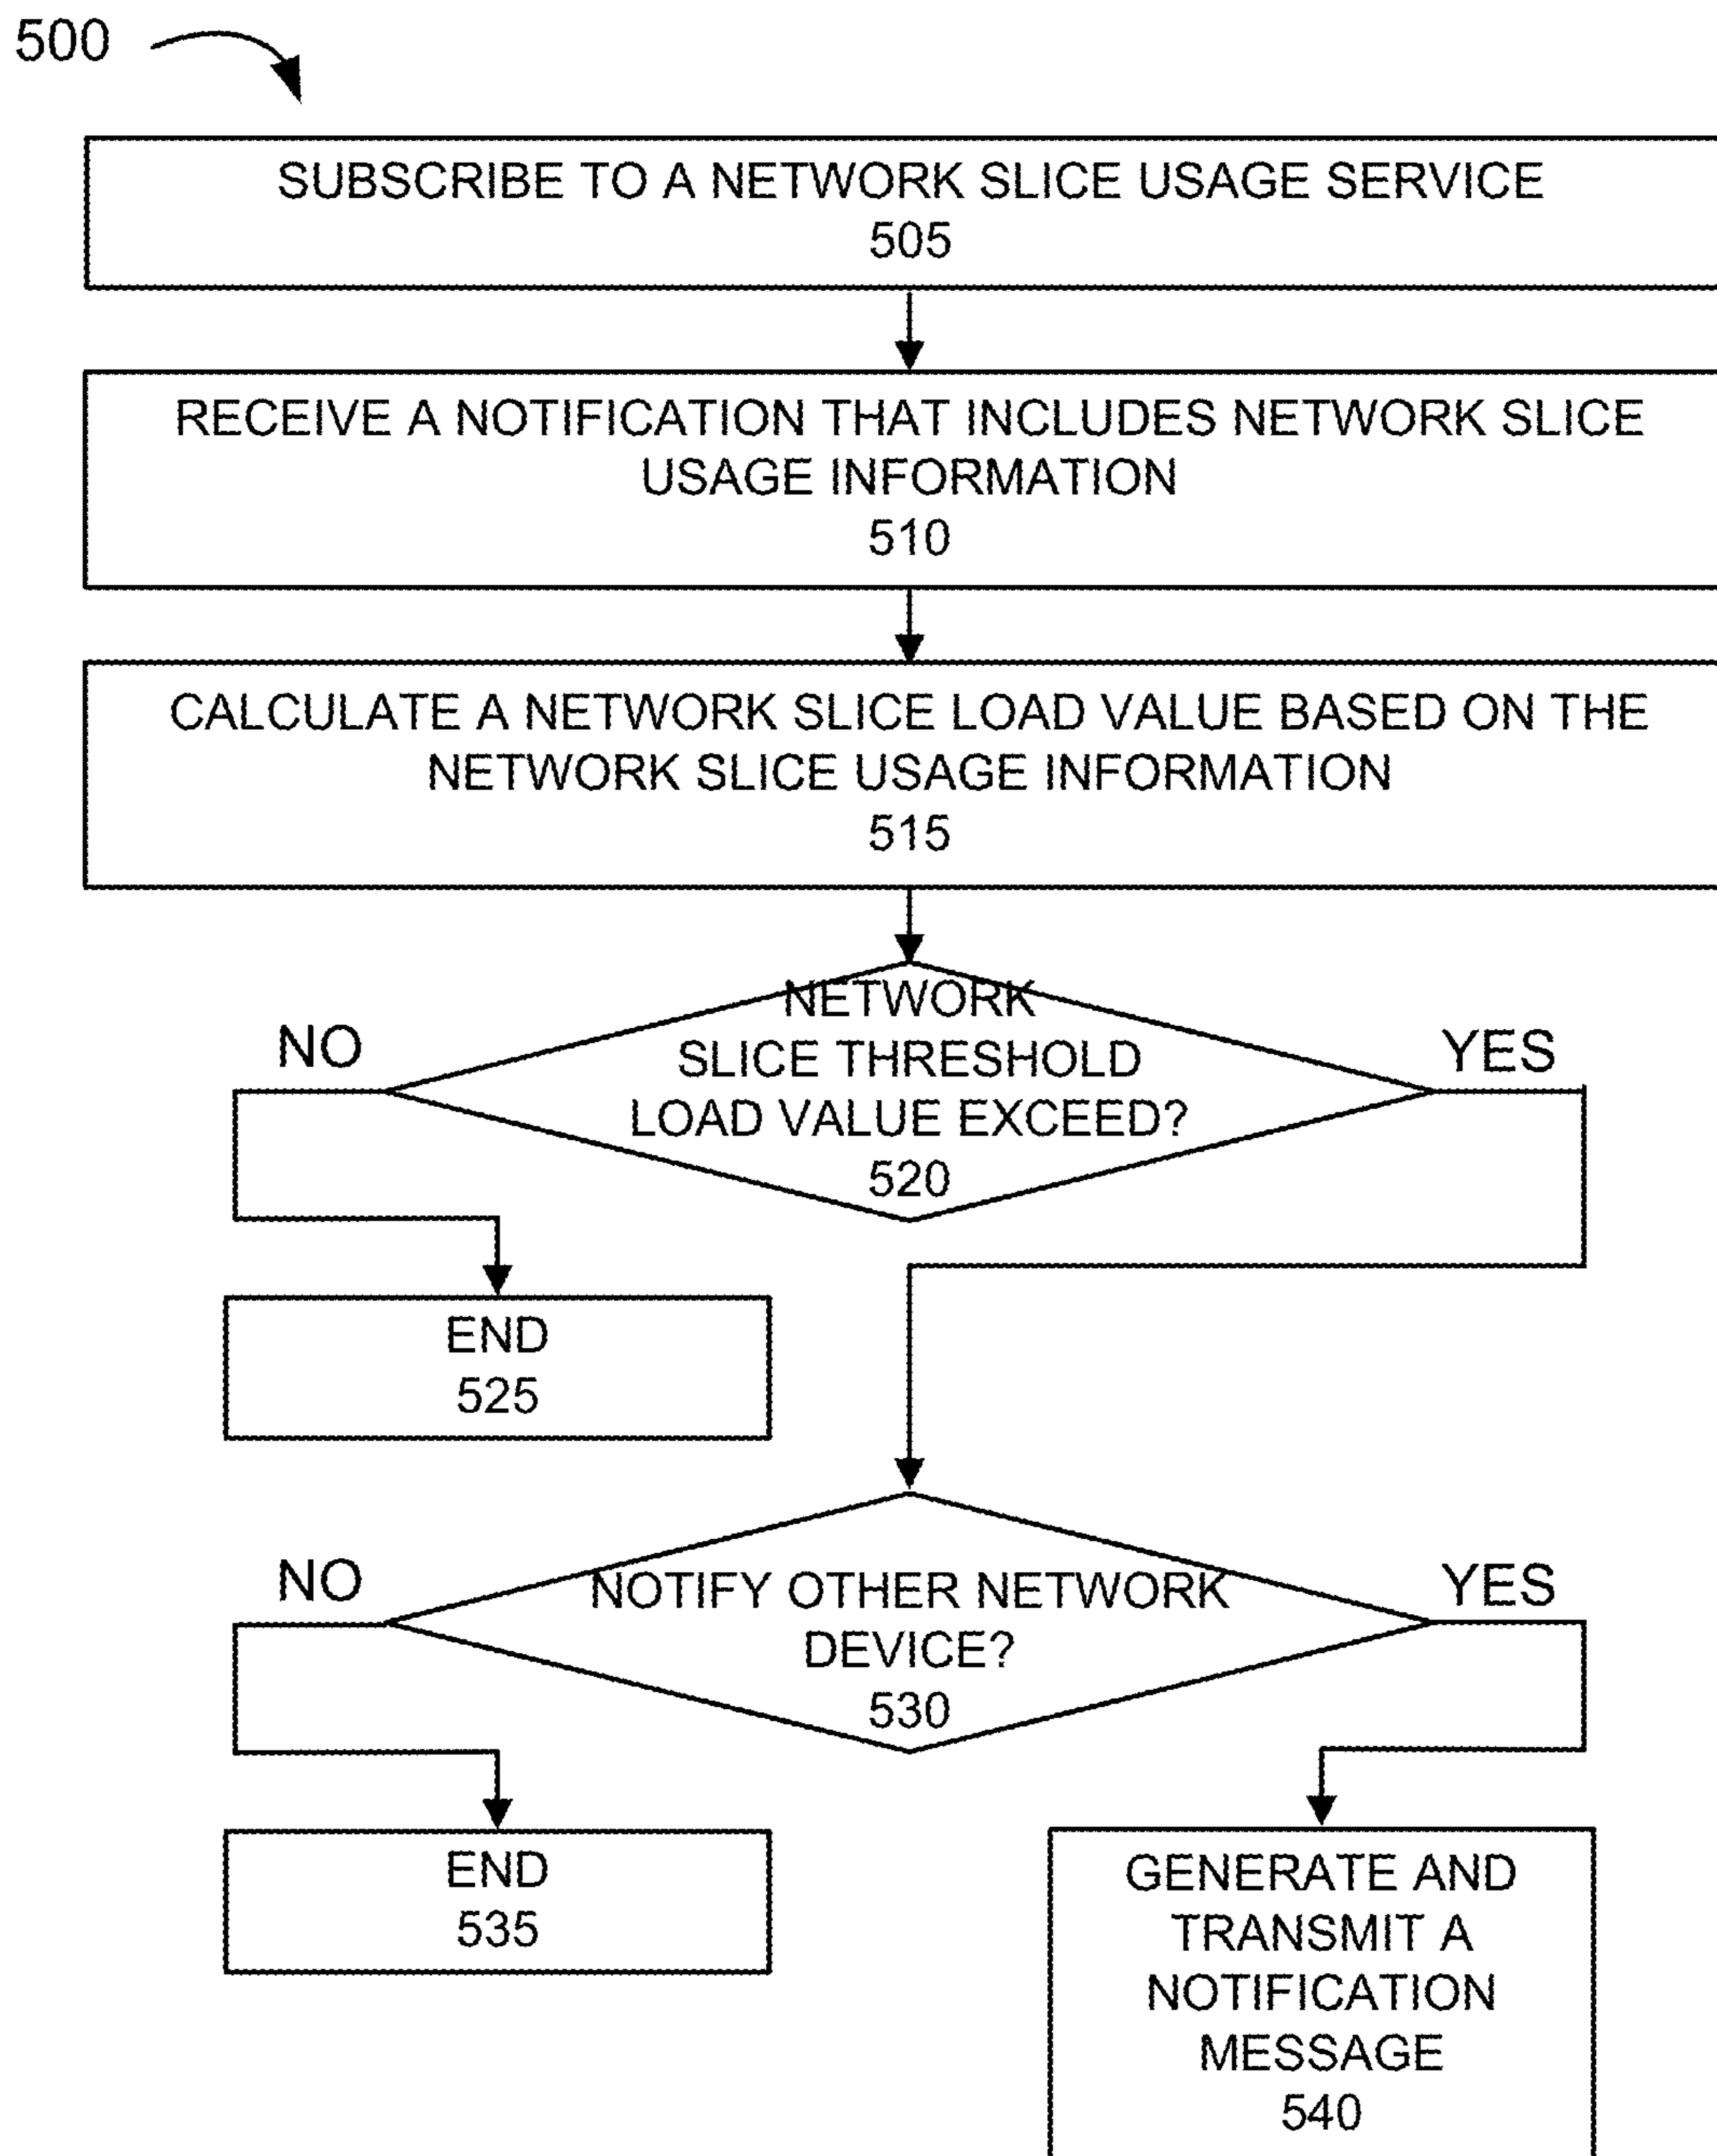 500
SUBSCRIBE TO A NETWORK SLICE USAGE SERVICE
505
RECEIVE A NOTIFICATION THAT INCLUDES NETWORK SLICE
USAGE INFORMATION
510
CALCULATE A NETWORK SLICE LOAD VALUE BASED ON THE
NETWORK SLICE USAGE INFORMATION
515
NETWORK
SLICE THRESHOLD
LOAD VALUE EXCEED?
520
NO
YES
END
525
NOTIFY OTHER NETWORK
DEVICE?
530
NO
YES
END
535
GENERATE AND
TRANSMIT A
NOTIFICATION
MESSAGE
540